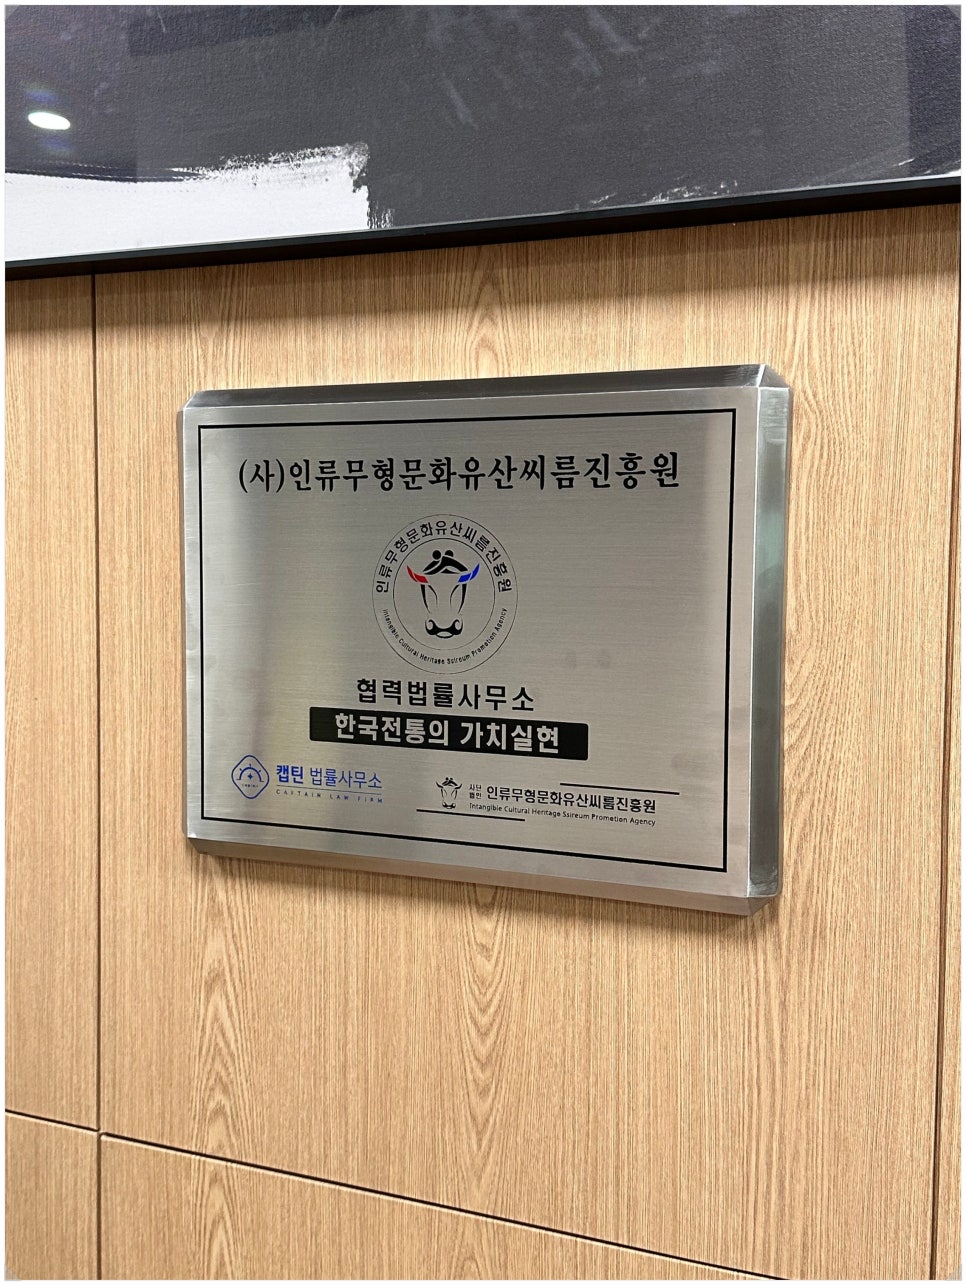 (사)인류무형문화유산씨름진흥원
인류무형문화유산씨름진흥원
Intangible Cultural Heritage Ssireum Promotion Agency
협력법률사무소
한국전통의 가치실현
캡틴 법률사무소
CAPTAIN LAW FIRM
사단법인 인류무형문화유산씨름진흥원
Intangible Cultural Heritage Ssireum Promotion Agency